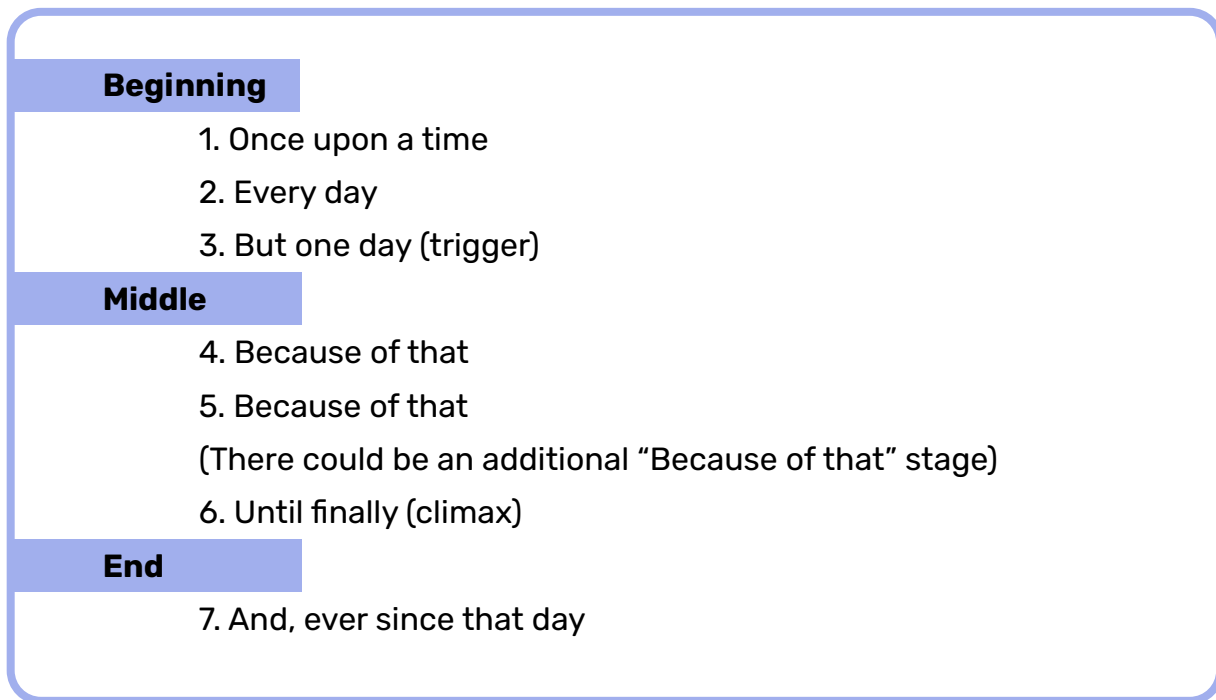 Beginning
1. Once upon a time
2. Every day
3. But one day (trigger)
Middle
4. Because of that
5. Because of that
(There could be an additional “Because of that” stage)
6. Until finally (climax)
End
7. And, ever since that day